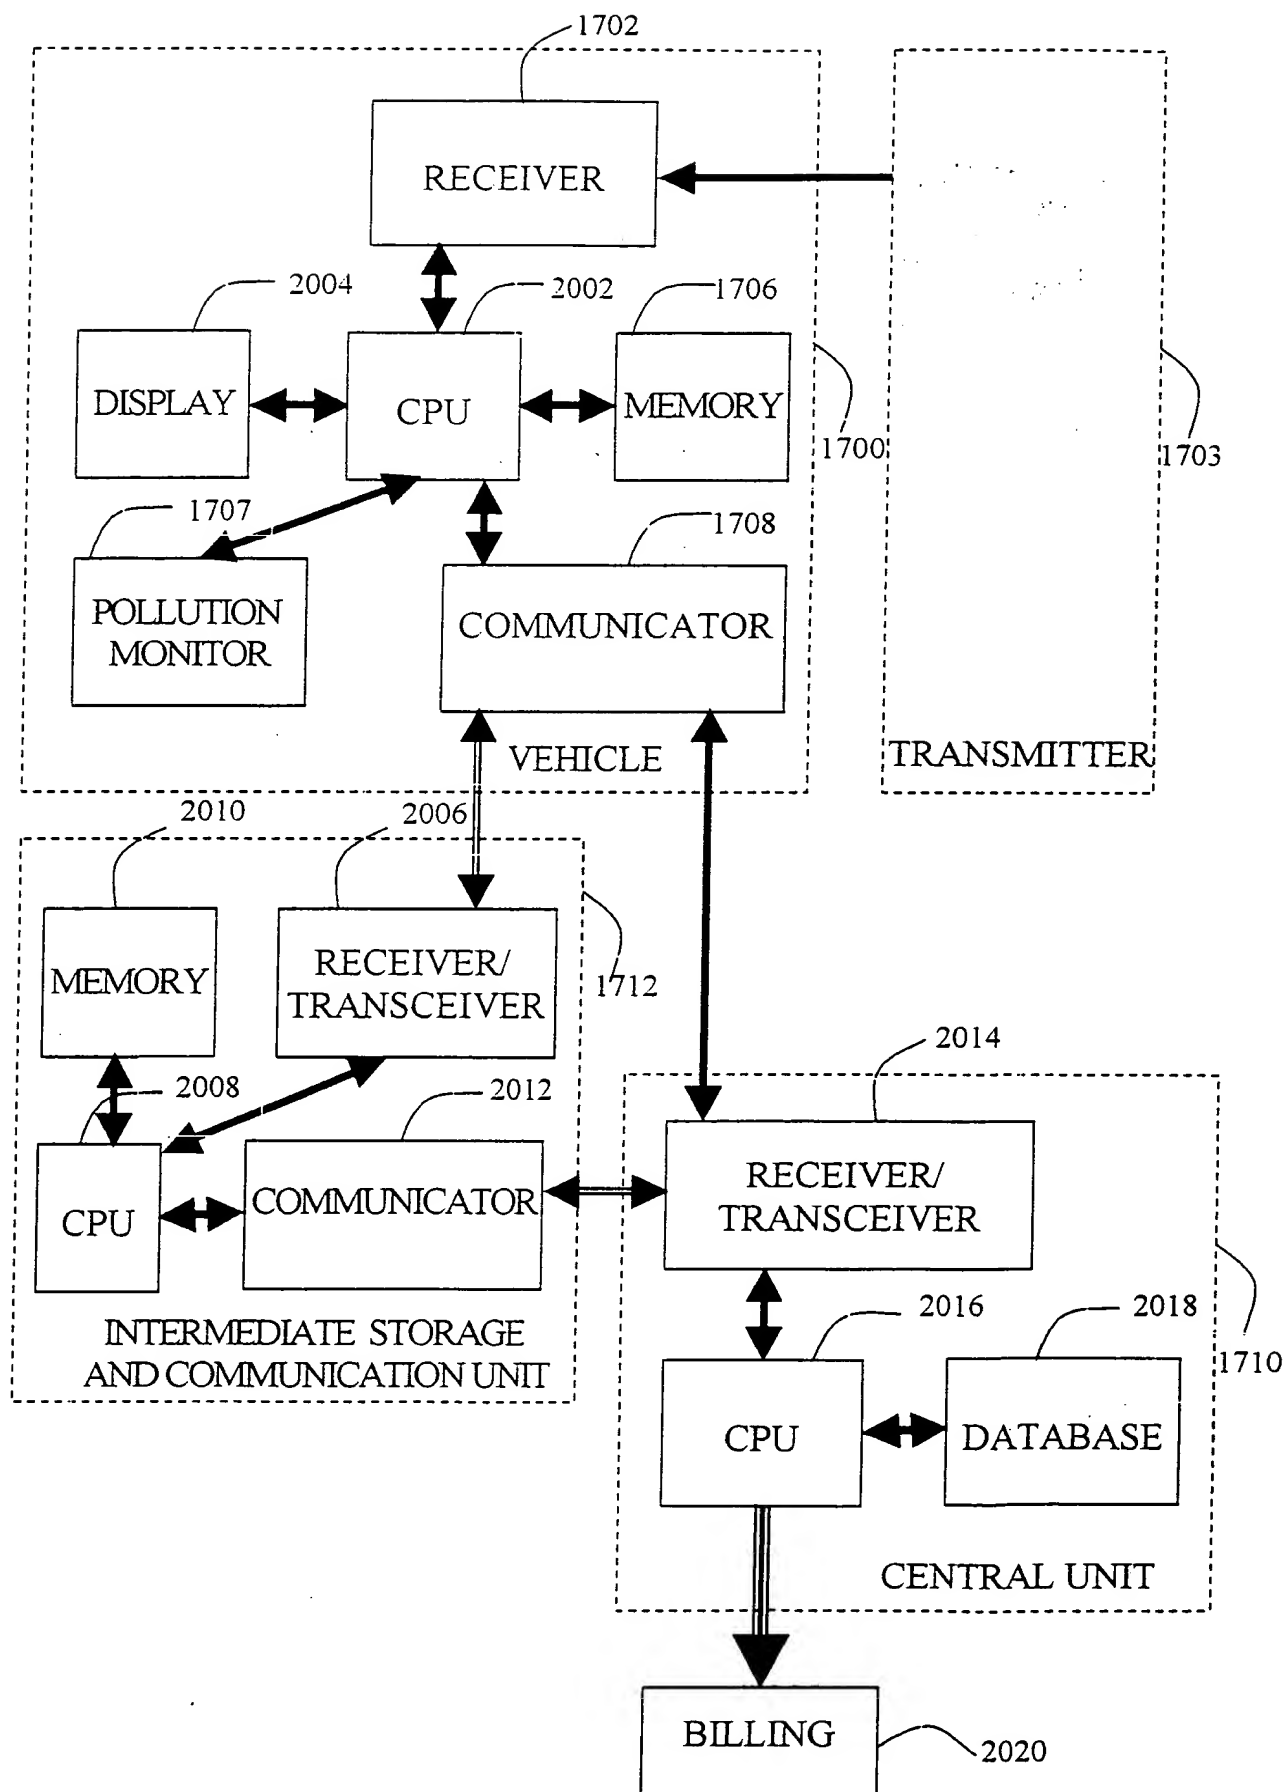 1702
RECEIVER
2004
2002
1706
DISPLAY
CPU
MEMORY
1700
1703
1707
1708
POLLUTION
MONITOR
COMMUNICATOR
VEHICLE
TRANSMITTER
2010
2006
MEMORY
RECEIVER/
TRANSCEIVER
1712
2008
2012
2014
CPU
COMMUNICATOR
RECEIVER/
TRANSCEIVER
INTERMEDIATE STORAGE
AND COMMUNICATION UNIT
2016
2018
1710
CPU
DATABASE
CENTRAL UNIT
BILLING
2020